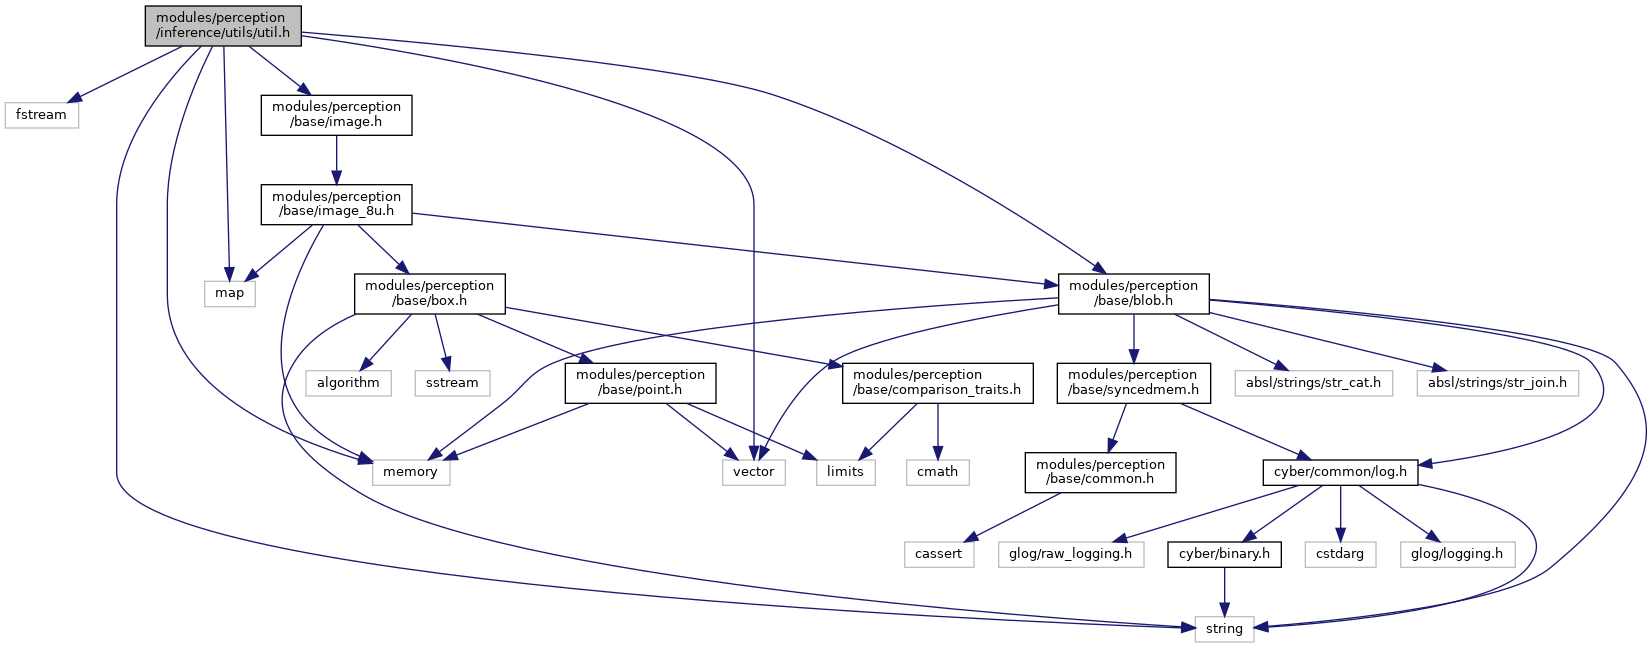 modules/perception
/inference/utils/util.h
fstream
modules/perception
/base/image.h
modules/perception
/base/image_8u.h
map
modules/perception
/base/box.h
modules/perception
/base/blob.h
algorithm
sstream
modules/perception
/base/point.h
modules/perception
/base/comparison_traits.h
modules/perception
/base/syncedmem.h
absl/strings/str_cat.h
absl/strings/str_join.h
memory
vector
limits
cmath
modules/perception
/base/common.h
cyber/common/log.h
cassert
glog/raw_logging.h
cyber/binary.h
cstdarg
glog/logging.h
string